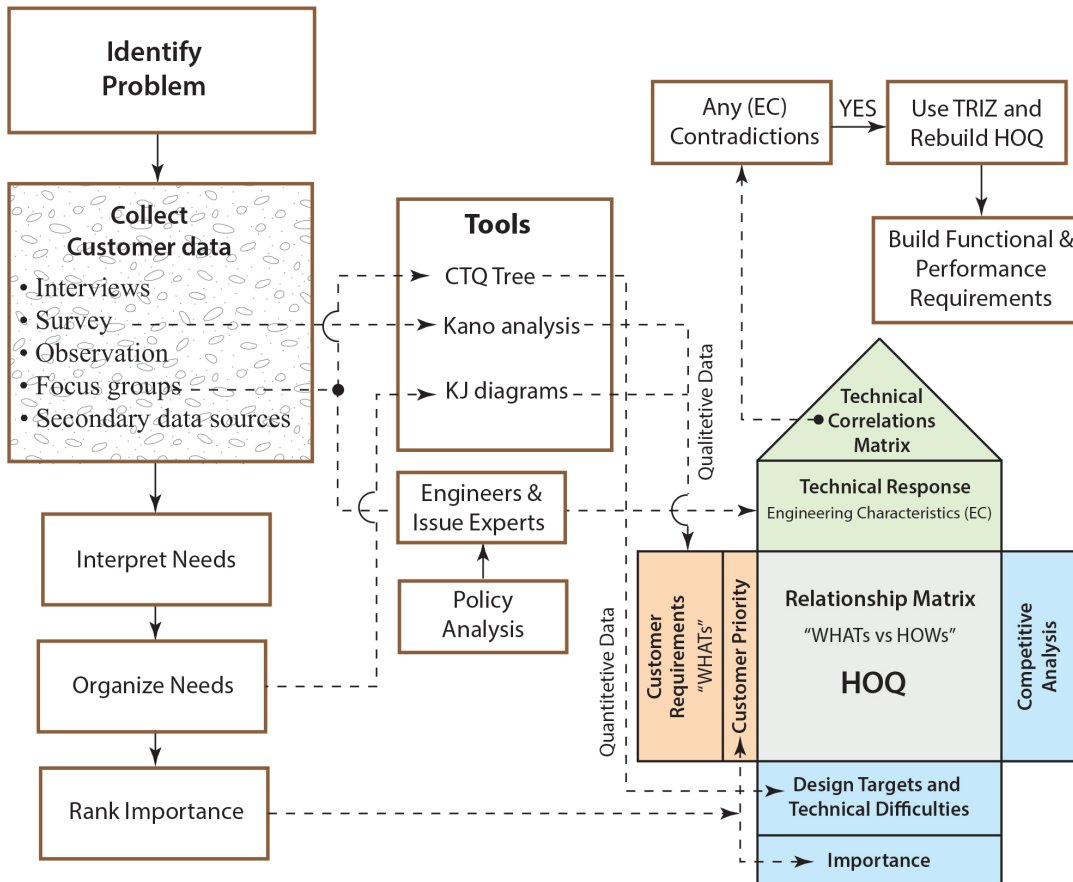 Identify
Problem
Collect
Customer data
• Interviews
• Survey
• Observation
• Focus groups
• Secondary data sources
Interpret Needs
Organize Needs
Rank Importance
Tools
CTQ Tree
Kano analysis
KJ diagrams
Engineers &
Issue Experts
Policy
Analysis
Qualitetive Data
Quantitetive Data
Any (EC)
Contradictions
YES
Use TRIZ and
Rebuild HOQ
Build Functional &
Performance
Requirements
Technical
Correlations
Matrix
Technical Response
Engineering Characteristics (EC)
Customer
Requirements
“WHATs”
Customer Priority
Relationship Matrix
“WHATs vs HOWs”
HOQ
Competitive
Analysis
Design Targets and
Technical Difficulties
Importance